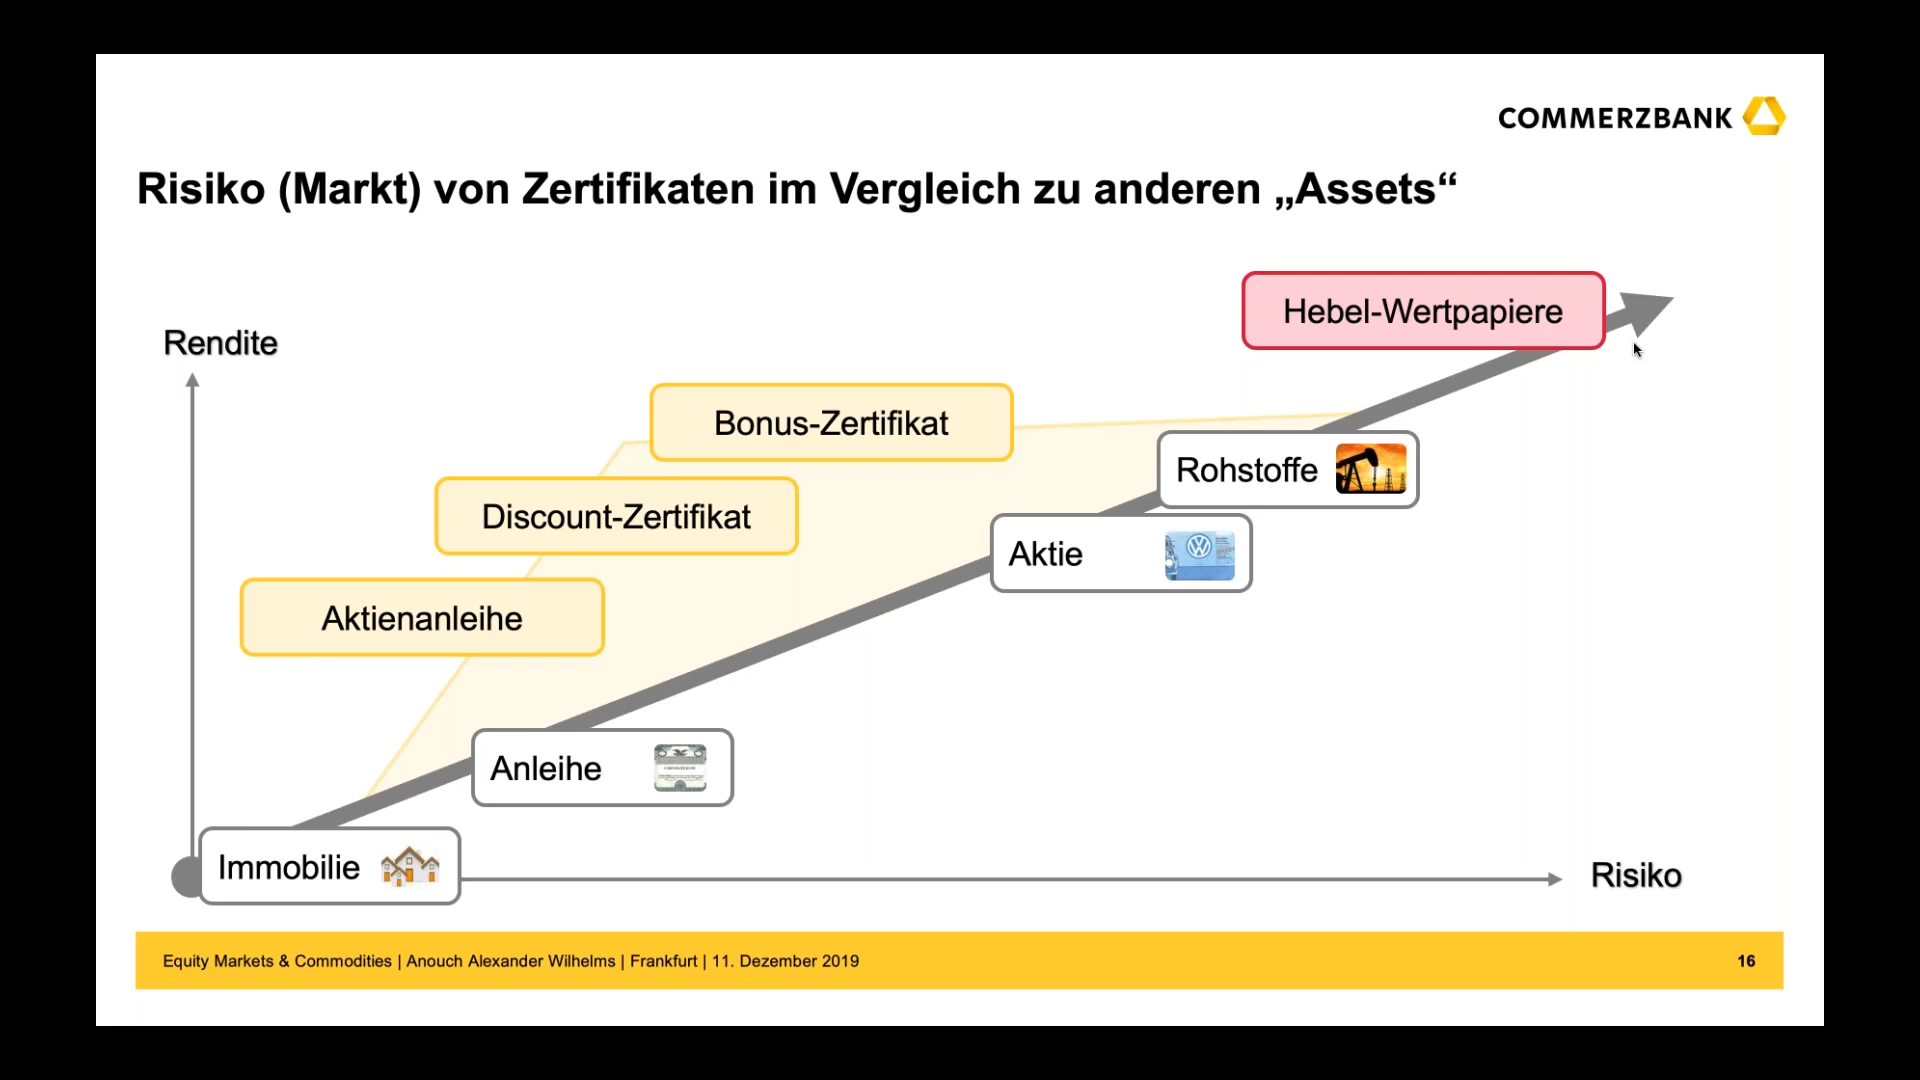 COMMERZBANK
Risiko (Markt) von Zertifikaten im Vergleich zu anderen „Assets“
Hebel-Wertpapiere
Rendite
Bonus-Zertifikat
Rohstoffe
Discount-Zertifikat
Aktie
Aktienanleihe
Anleihe
Immobilie
Risiko
Equity Markets & Commodities | Anouch Alexander Wilhelms | Frankfurt | 11. Dezember 2019
16